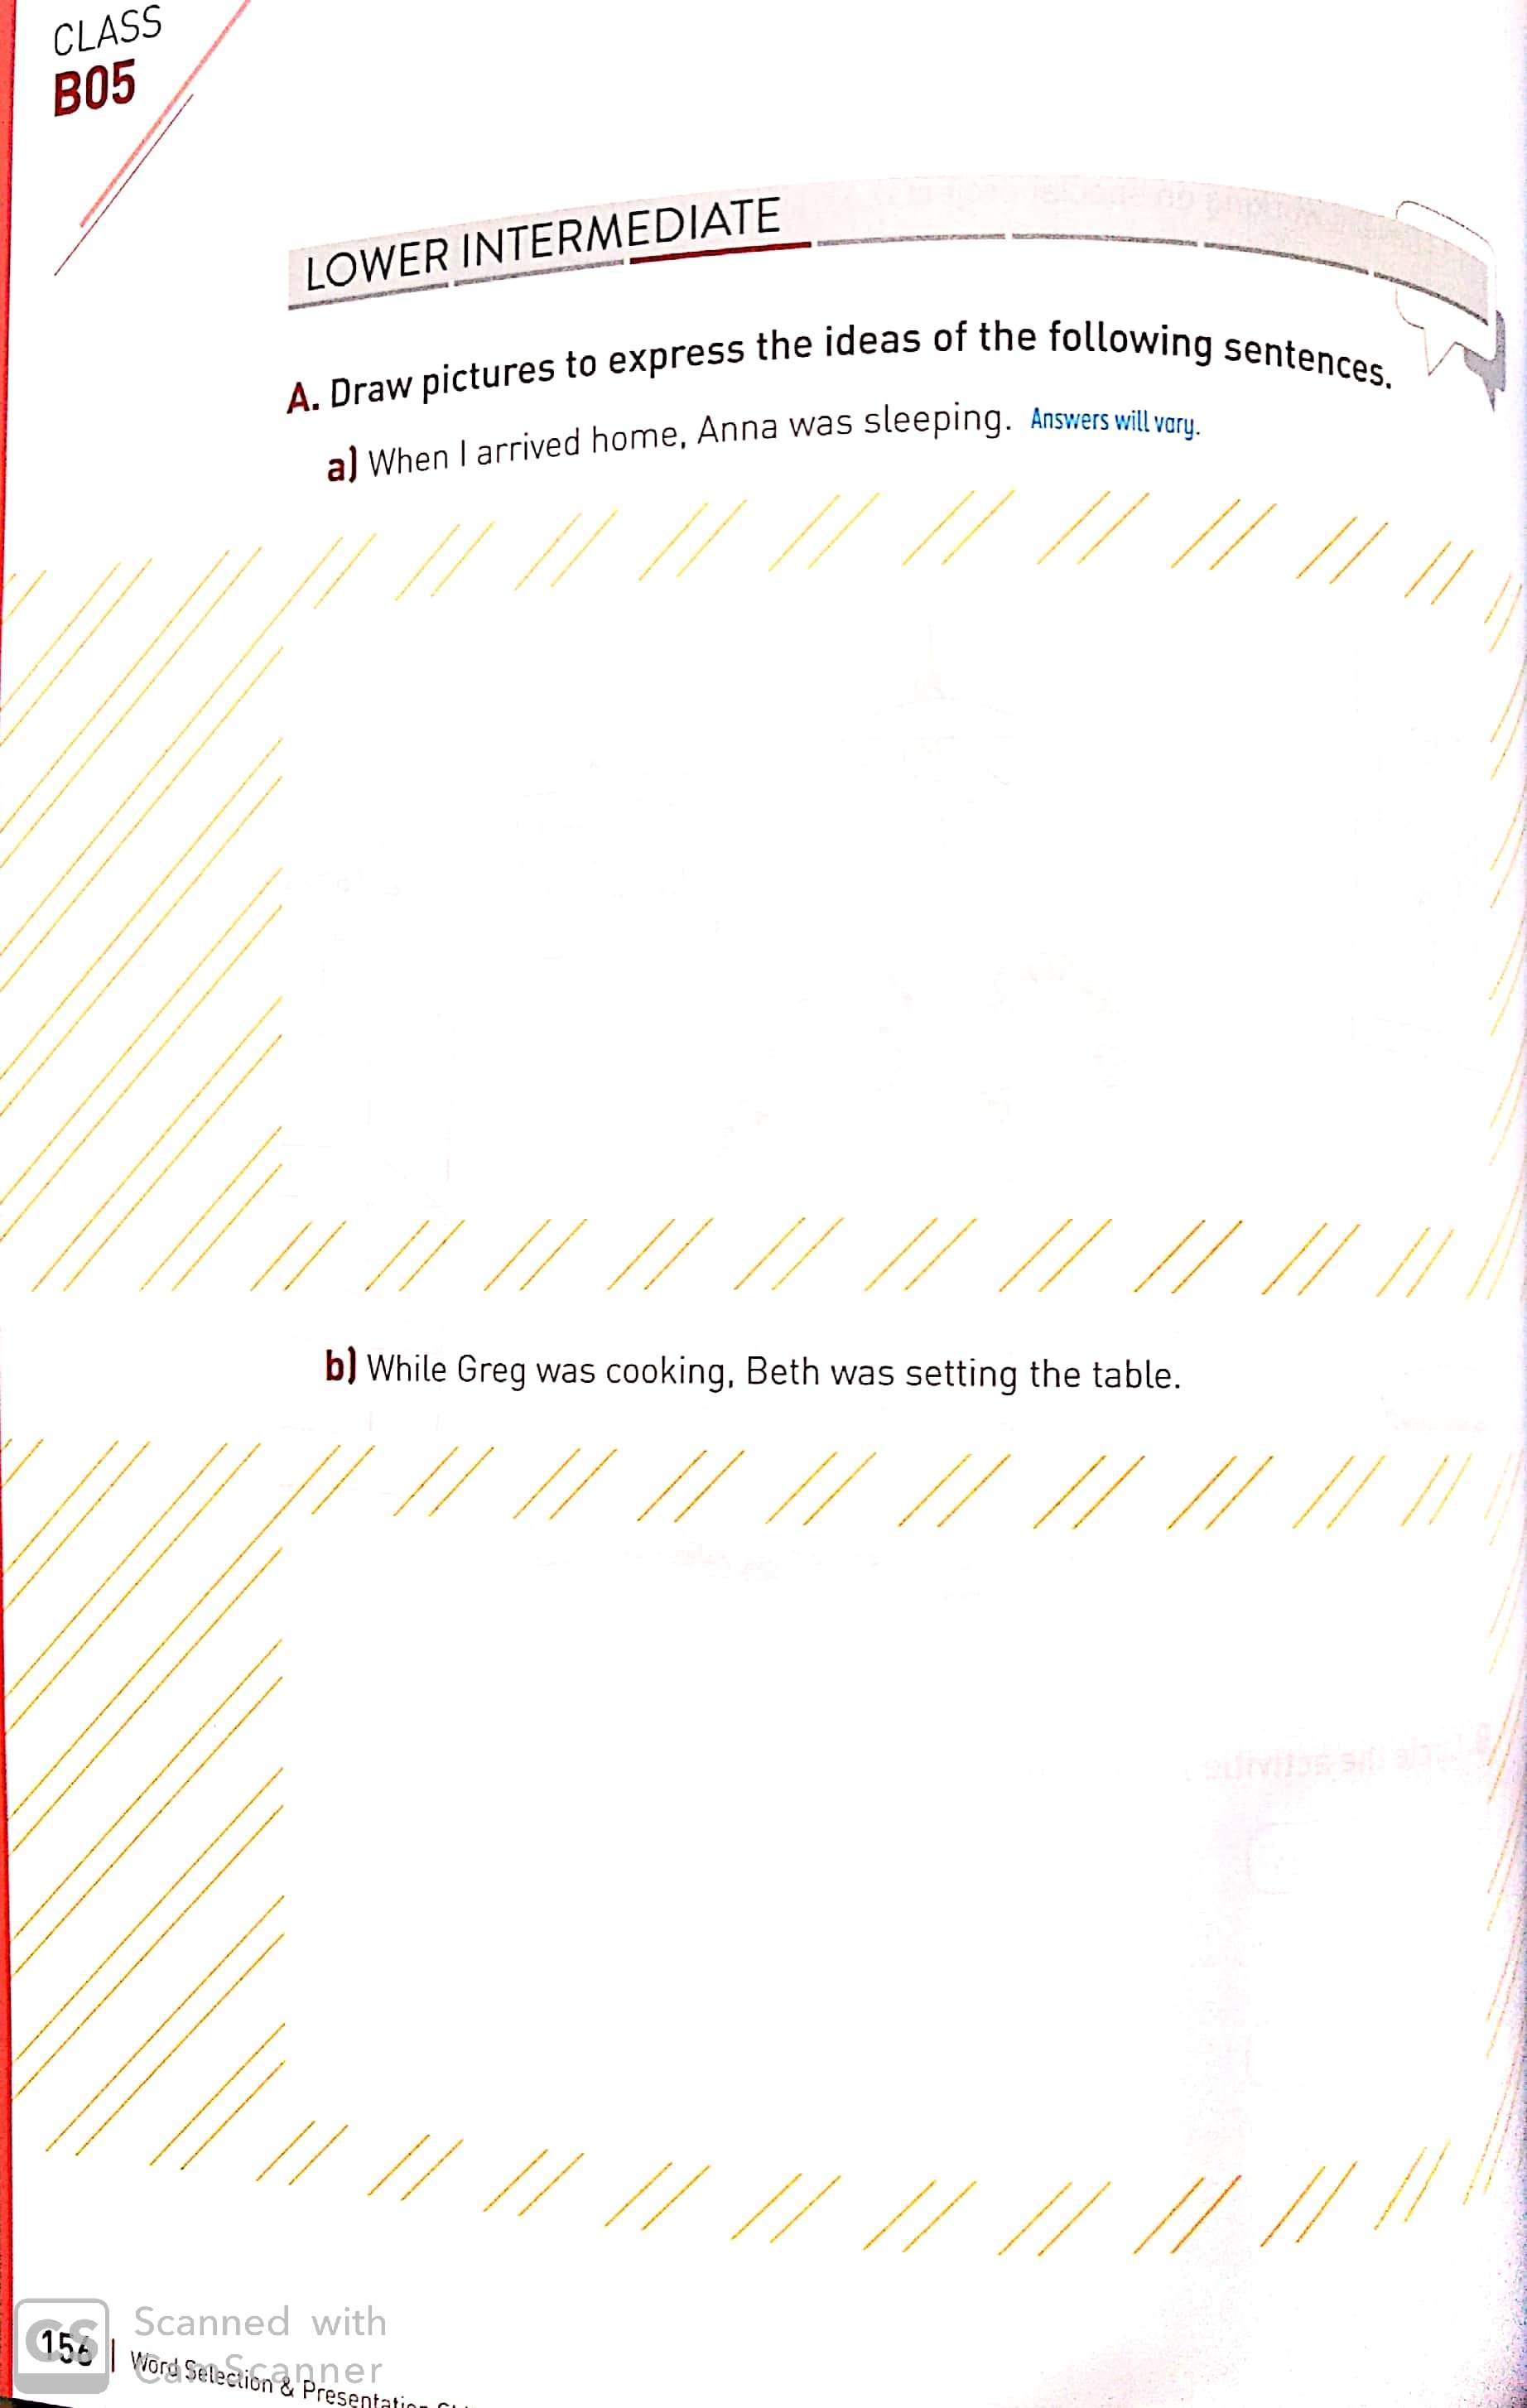 CLASS
B05
LOWER INTERMEDIATE
A. Draw pictures to express the ideas of the following sentences.
a) When I arrived home, Anna was sleeping. Answers will vary.
b) While Greg was cooking, Beth was setting the table.
CS Scanned with
CamScanner
156 | Word Selection & Presentation